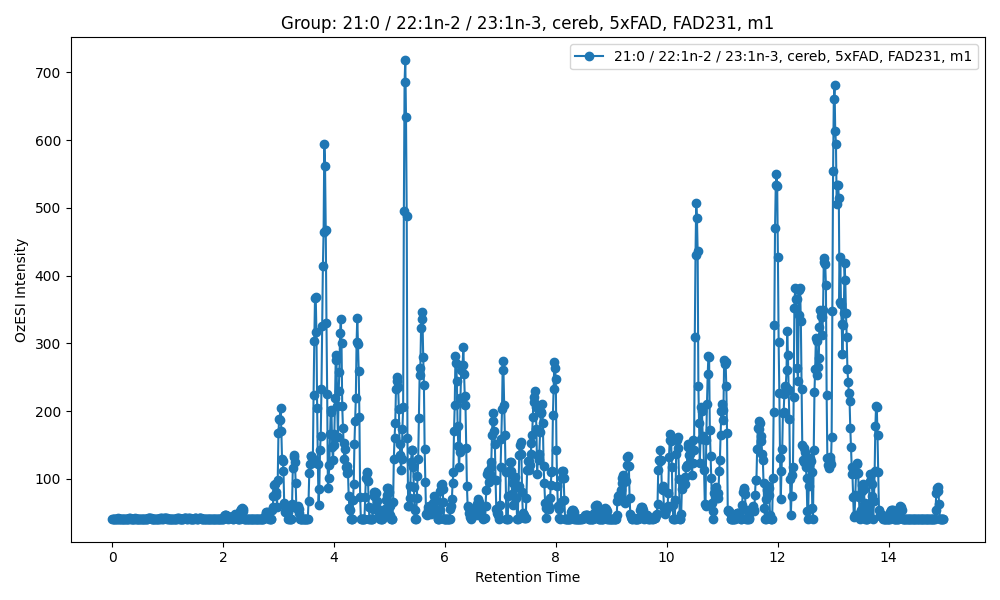 Group: 21:0 / 22:1n-2 / 23:1n-3, cereb, 5xFAD, FAD231, m1
21:0 / 22:1n-2 / 23:1n-3, cereb, 5xFAD, FAD231, m1
700
600
500
400
300
200
100
OzESI Intensity
0 2 4 6 8 10 12 14
Retention Time